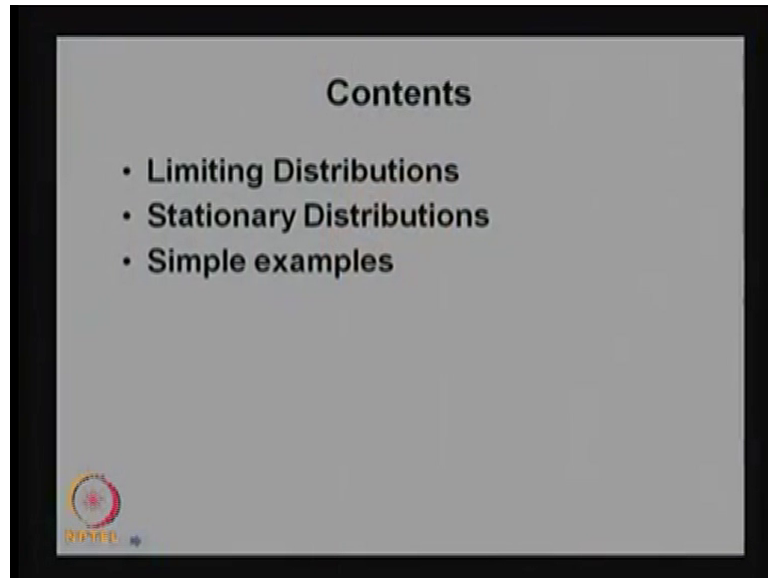 Contents
• Limiting Distributions
• Stationary Distributions
• Simple examples
NPTEL